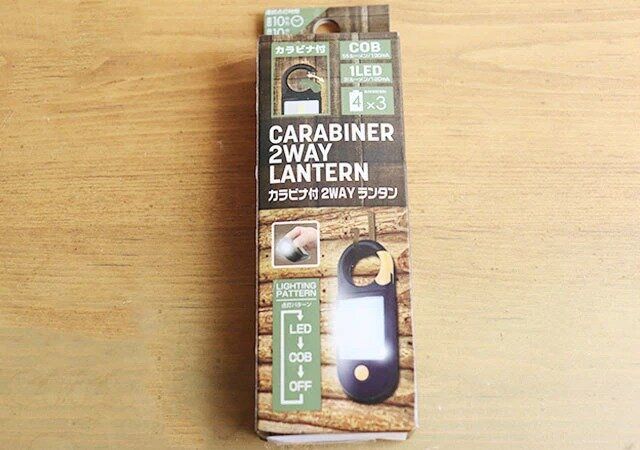 カラビナ付
COB
1LED
4 ×3
CARABINER
2WAY
LANTERN
カラビナ付 2WAY ランタン
LIGHTING
PATTERN
点灯パターン
LED
COB
OFF